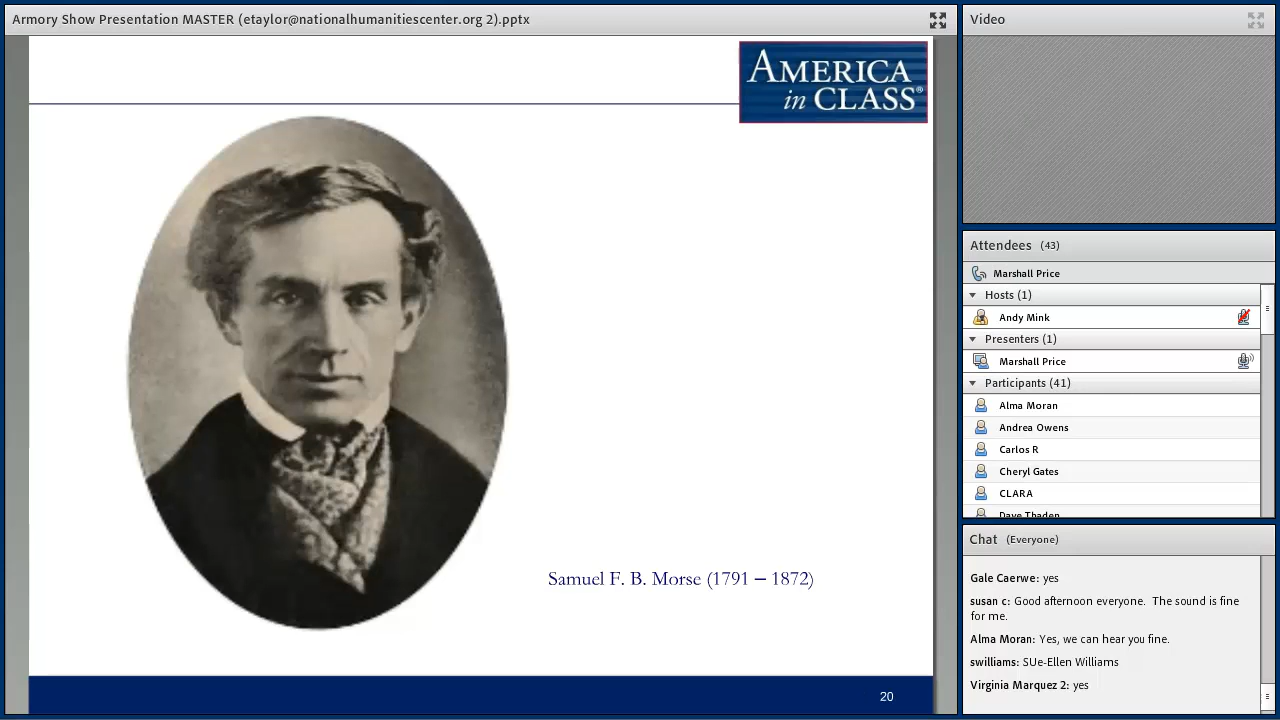 Armory Show Presentation MASTER (etaylor@nationalhumanitiescenter.org 2).pptx
AMERICA
in CLASS®
Samuel F. B. Morse (1791 – 1872)
20
Video
Attendees (43)
Marshall Price
Hosts (1)
Andy Mink
Presenters (1)
Marshall Price
Participants (41)
Alma Moran
Andrea Owens
Carlos R
Cheryl Gates
CLARA
Dave Thaden
Chat (Everyone)
Gale Caerwe: yes
susan c: Good afternoon everyone. The sound is fine
for me.
Alma Moran: Yes, we can hear you fine.
swilliams: SUe-Ellen Williams
Virginia Marquez 2: yes